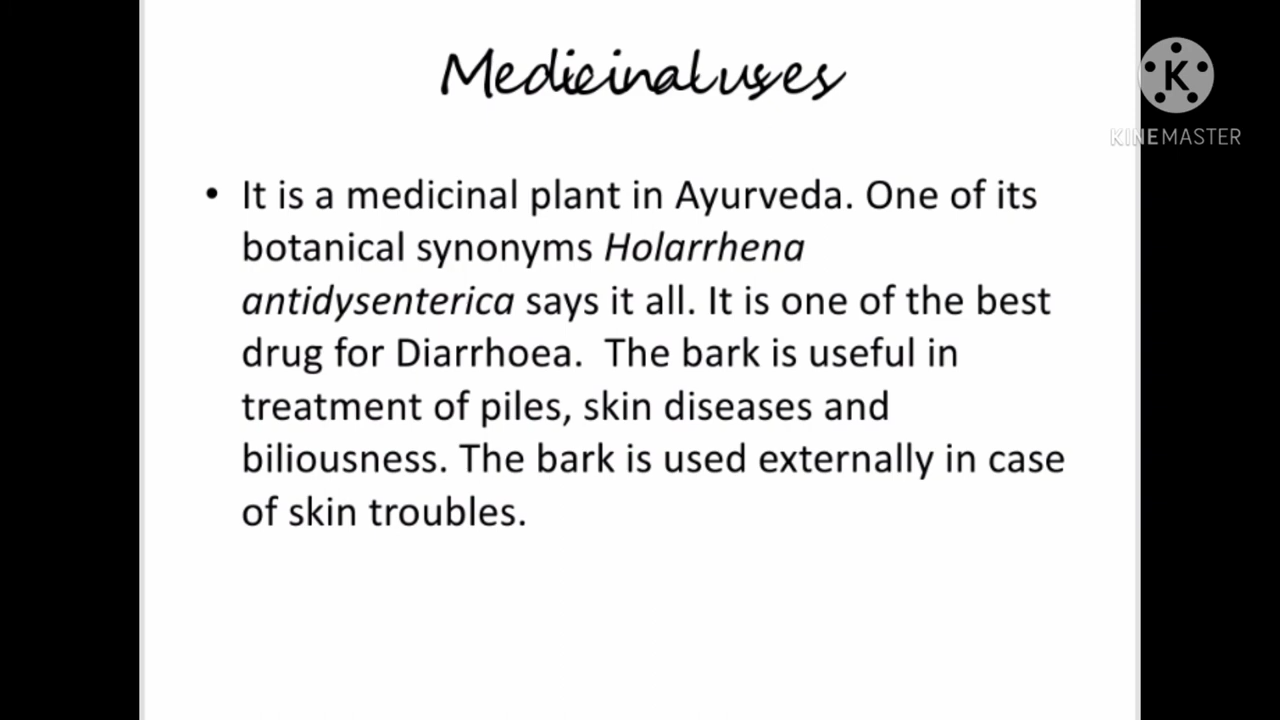 Medicinal uses
K
KINEMASTER
• It is a medicinal plant in Ayurveda. One of its
botanical synonyms Holarrhena
antidysenterica says it all. It is one of the best
drug for Diarrhoea.  The bark is useful in
treatment of piles, skin diseases and
biliousness. The bark is used externally in case
of skin troubles.